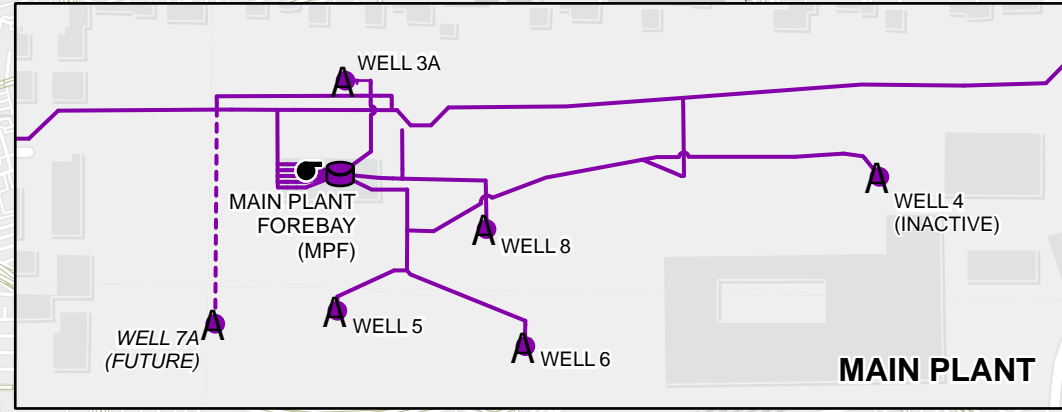 WELL 3A
MAIN PLANT
FOREBAY
(MPF)
WELL 4
(INACTIVE)
WELL 8
WELL 5
WELL 7A
(FUTURE)
WELL 6
MAIN PLANT